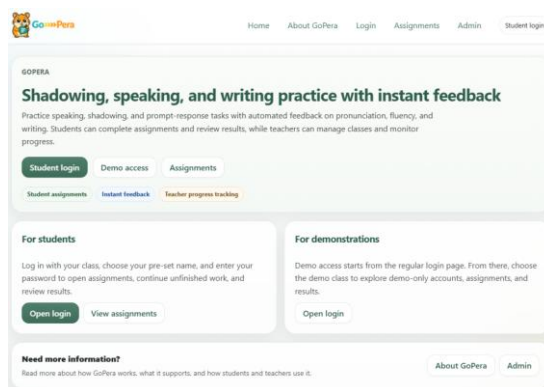 GoPera
Home About GoPera Login Assignments Admin Student login
GOPERA
Shadowing, speaking, and writing practice with instant feedback
Practice speaking, shadowing, and prompt-response tasks with automated feedback on pronunciation, fluency, and
writing. Students can complete assignments and review results, while teachers can manage classes and monitor
progress.
Student login Demo access Assignments
Student assignments Instant feedback Teacher progress tracking
For students
Log in with your class, choose your pre-set name, and enter your
password to open assignments, continue unfinished work, and
review results.
Open login View assignments
For demonstrations
Demo access starts from the regular login page. From there, choose
the demo class to explore demo-only accounts, assignments, and
results.
Open login
Need more information?
Read more about how GoPera works, what it supports, and how students and teachers use it.
About GoPera Admin